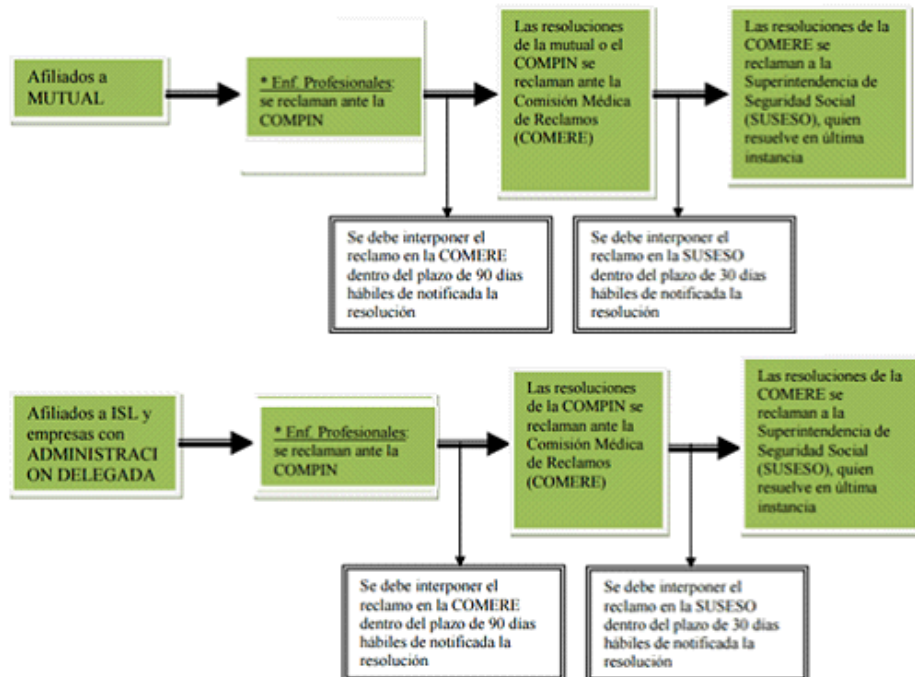 Afiliados a
MUTUAL
* Enf. Profesionales:
se reclaman ante la
COMPIN
Las resoluciones
de la mutual o el
COMPIN se
reclaman ante la
Comisión Médica
de Reclamos
(COMERE)
Las resoluciones de la
COMERE se
reclaman a la
Superintendencia de
Seguridad Social
(SUSESO), quien
resuelve en última
instancia
Se debe interponer el
reclamo en la COMERE
dentro del plazo de 90 días
hábiles de notificada la
resolución
Se debe interponer el
reclamo en la SUSESO
dentro del plazo de 30 días
hábiles de notificada la
resolución
Afiliados a ISL y
empresas con
ADMINISTRACI
ON DELEGADA
* Enf. Profesionales:
se reclaman ante la
COMPIN
Las resoluciones
de la COMPIN se
reclaman ante la
Comisión Médica
de Reclamos
(COMERE)
Las resoluciones de la
COMERE se
reclaman a la
Superintendencia de
Seguridad Social
(SUSESO), quien
resuelve en última
instancia
Se debe interponer el
reclamo en la COMERE
dentro del plazo de 90 días
hábiles de notificada la
resolución
Se debe interponer el
reclamo en la SUSESO
dentro del plazo de 30 días
hábiles de notificada la
resolución